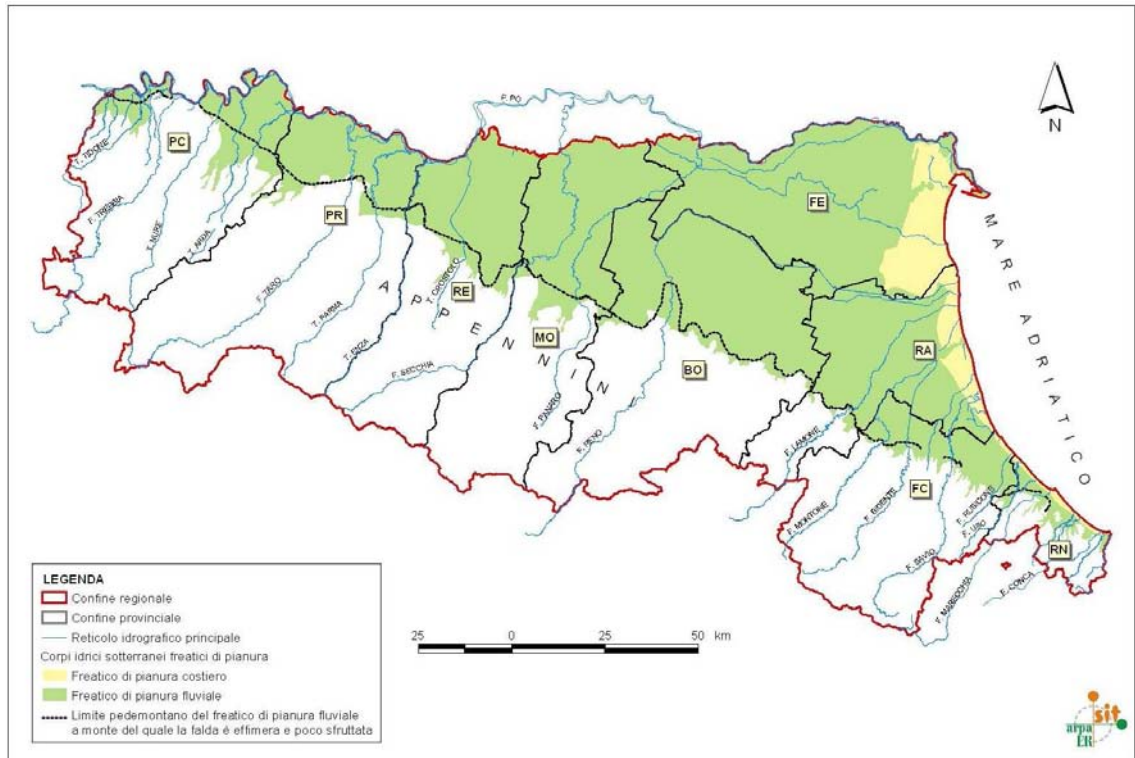 F. PO
N
PC
T. TIDONE
F. TREBBIA
T. NURE
T. ARDA
PR
FE
F. TARO
T. PARMA
T. ENZA
T. CROSTOLO
RE
MO
F. SECCHIA
F. PANARO
F. RENO
BO
RA
APPENNINI
MARE ADRIATICO
F. LAMONE
F. MONTONE
F. BIDENTE
FC
F. RUBICONE
F. USO
F. SAVIO
F. MARECCHIA
F. CONCA
RN
LEGENDA
Confine regionale
Confine provinciale
Reticolo idrografico principale
Corpi idrici sotterranei freatici di pianura
Freatico di pianura costiero
Freatico di pianura fluviale
Limite pedemontano del freatico di pianura fluviale
a monte del quale la falda é effimera e poco sfruttata
25 0 25 50 km
sit
arpa
ER